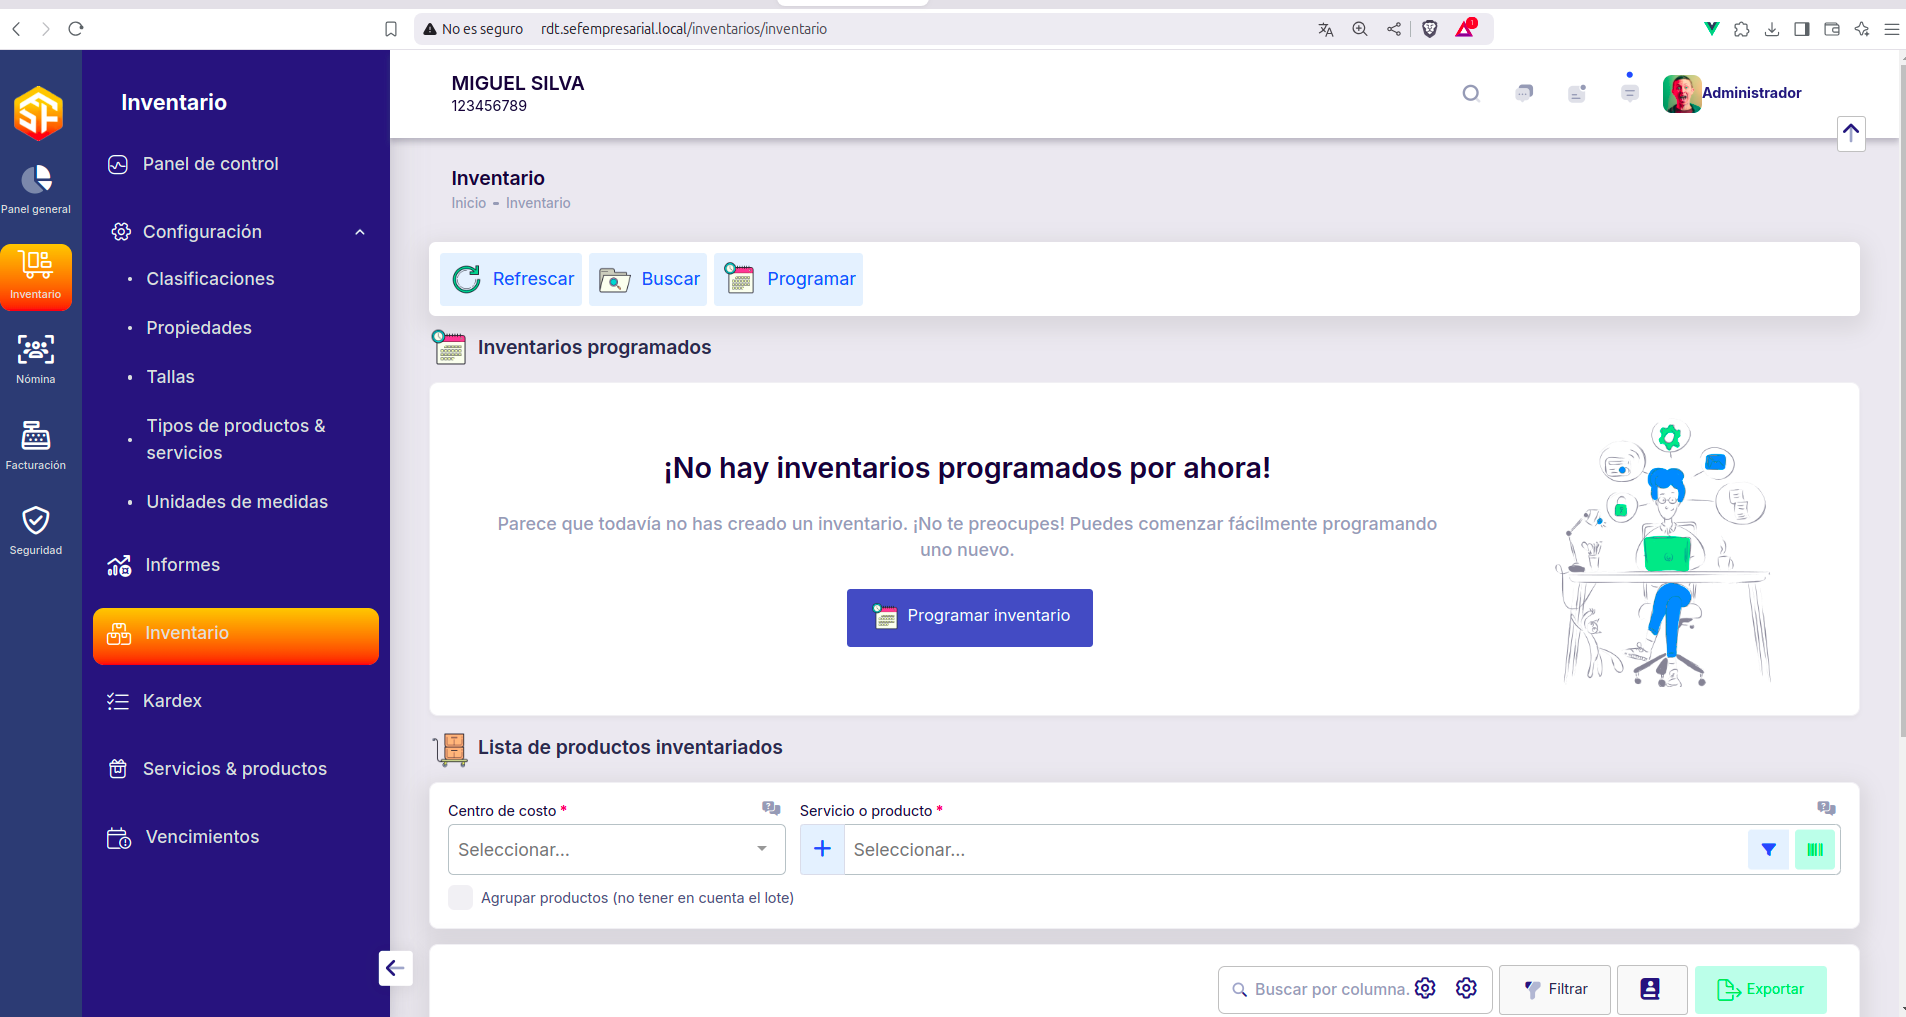 No es seguro rdt.sefempresarial.local/inventarios/inventario
1
SF
Panel general
Inventario
Nómina
Facturación
Seguridad
Inventario
Panel de control
Configuración
Clasificaciones
Propiedades
Tallas
Tipos de productos &
servicios
Unidades de medidas
Informes
Inventario
Kardex
Servicios & productos
Vencimientos
MIGUEL SILVA
123456789
Administrador
Inventario
Inicio - Inventario
Refrescar Buscar Programar
Inventarios programados
¡No hay inventarios programados por ahora!
Parece que todavía no has creado un inventario. ¡No te preocupes! Puedes comenzar fácilmente programando
uno nuevo.
Programar inventario
Lista de productos inventariados
Centro de costo * Servicio o producto *
Seleccionar... + Seleccionar...
Agrupar productos (no tener en cuenta el lote)
Buscar por columna. Filtrar Exportar